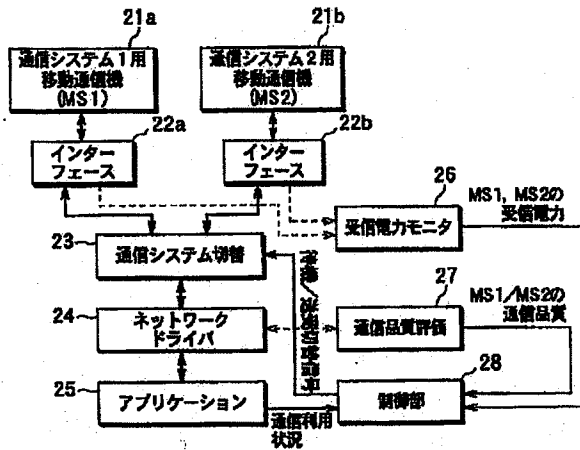 21a
21b
通信システム1用
移動通信機
(MS1)
通信システム2用
移動通信機
(MS2)
22a
22b
インター
フェース
インター
フェース
26
受信電力モニタ
MS1, MS2の
受信電力
23
通信システム切替
27
通信品質評価
MS1/MS2の
通信品質
24
ネットワーク
ドライバ
25
アプリケーション
28
制御部
通信利用
状況